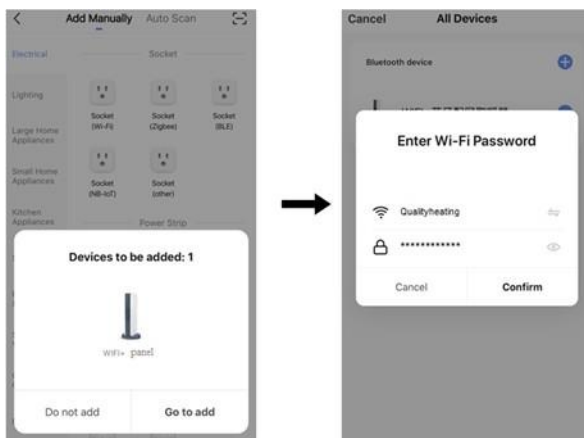 Add Manually Auto Scan
Electrical
Socket
Lighting
Large Home
Appliances
Small Home
Appliances
Kitchen
Appliances
Socket
(Wi-Fi)
Socket
(Zigbee)
Socket
(BLE)
Socket
(NB-IoT)
Socket
(other)
Power Strip
Devices to be added: 1
WIFI+ panel
Do not add Go to add
Cancel All Devices
Bluetooth device
Enter Wi-Fi Password
Qualityheating
************
Cancel Confirm